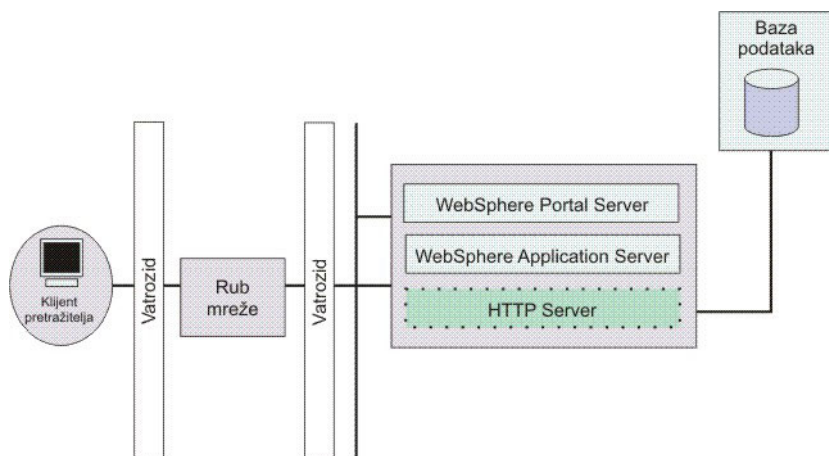 Baza
podataka
WebSphere Portal Server
WebSphere Application Server
HTTP Server
Klijent
pretražitelja
Vatrozid
Rub
mreže
Vatrozid